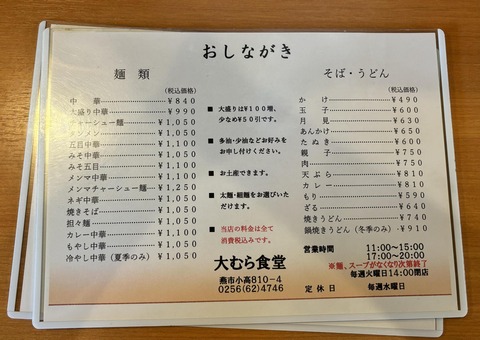 おしながき
麺類
(税込価格)
中華 ¥840
大盛り中華 ¥990
チャーシュー麺 ¥1,050
タンメン ¥1,050
五目中華 ¥1,050
みそ中華 ¥1,050
みそ五目 ¥1,100
メンマ中華 ¥1,050
メンマチャーシュー麺 ¥1,250
ネギ中華 ¥1,050
焼きそば ¥1,050
担々麺 ¥1,050
カレー中華 ¥1,100
もやし中華 ¥1,050
冷やし中華(夏季のみ) ¥1,050
■ 大盛りは¥100増、
少なめ¥50引です。
■ 多油・少油などお好みを
お申し付けください。
■ お土産できます。
■ 太麺・細麺をお選びいた
だけます。
■ 当店の料金は全て
消費税込みです。
大むら食堂
燕市小高810-4
0256(62)4746
そば・うどん
(税込価格)
かけ ¥490
玉子 ¥600
月見 ¥630
あんかけ ¥650
たぬき ¥600
親子 ¥750
肉 ¥750
天ぷら ¥810
カレー ¥810
もり ¥590
ざる ¥640
焼きうどん ¥740
鍋焼きうどん(冬季のみ) ¥910
営業時間 11:00~15:00
17:00~20:00
※麺、スープがなくなり次第終了
毎週火曜日14:00閉店
定休日 毎週水曜日